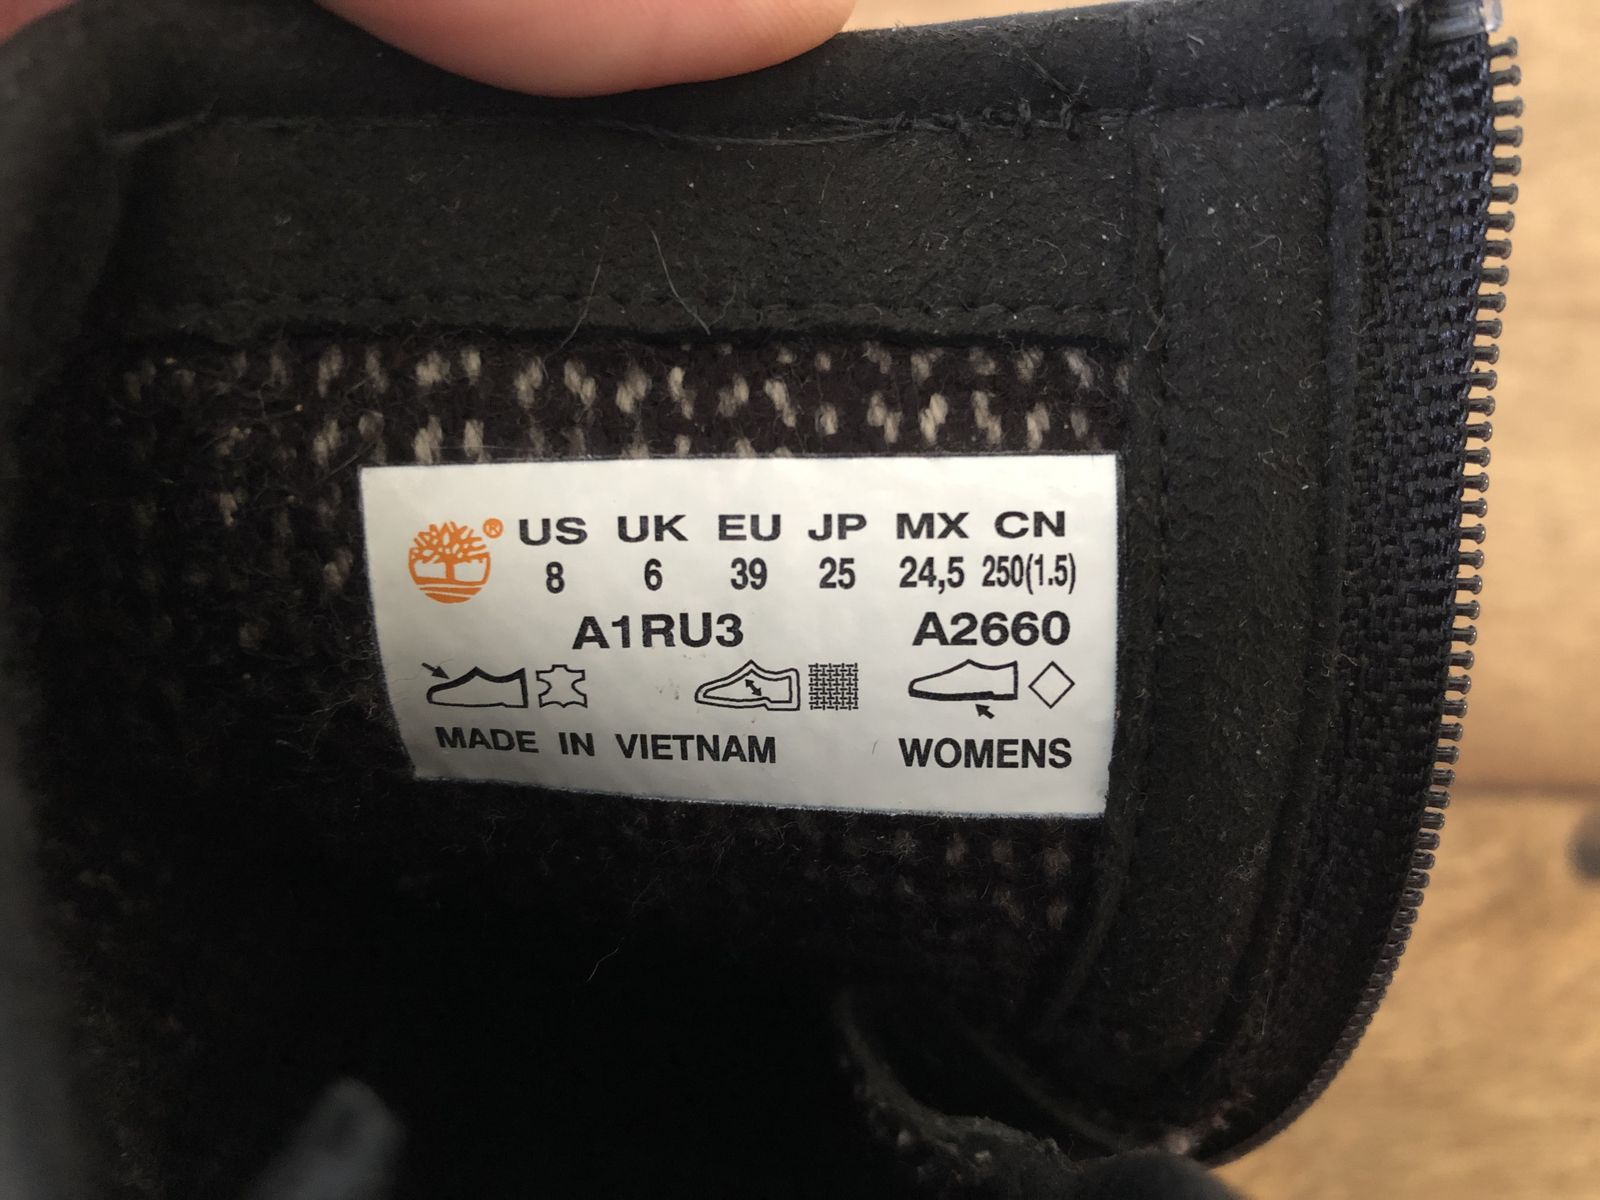 ® US UK EU JP MX CN
8 6 39 25 24,5 250(1.5)
A1RU3 A2660
MADE IN VIETNAM WOMENS